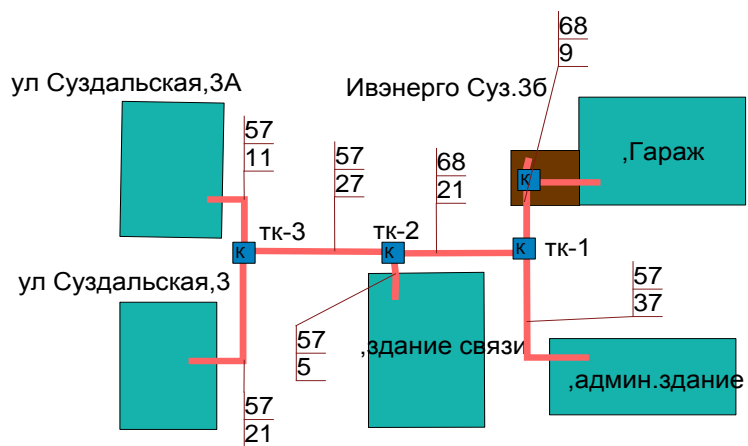 68
9
ул Суздальская,3А
Ивэнерго Суз.3б
57
11
57
27
68
21
,Гараж
К
тк-3
тк-2
тк-1
К
К
К
ул Суздальская,3
57
37
57
5
,здание связи
,админ.здание
57
21